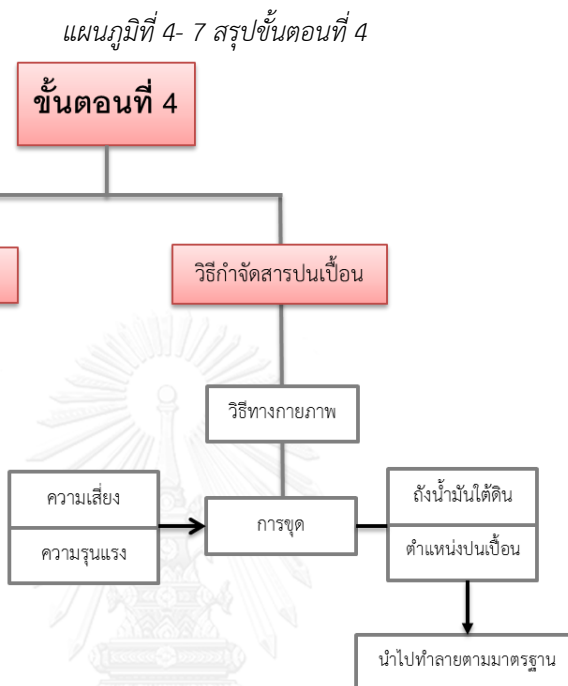 แผนภูมิที่ 4- 7 สรุปขั้นตอนที่ 4
ขั้นตอนที่ 4
วิธีกำจัดสารปนเปื้อน
วิธีทางกายภาพ
ความเสี่ยง
ความรุนแรง
การขุด
ถังน้ำมันใต้ดิน
ตำแหน่งปนเปื้อน
นำไปทำลายตามมาตรฐาน